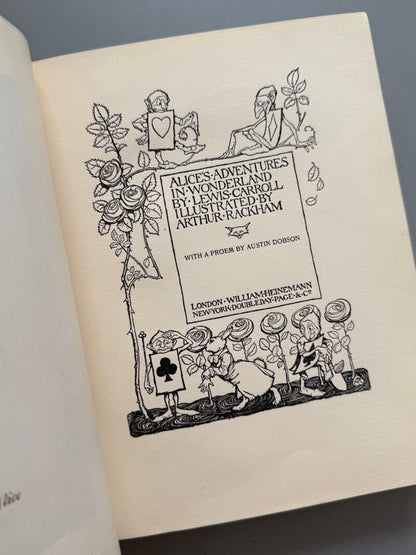 ALICE'S·ADVENTURES
IN·WONDERLAND
BY·LEWIS·CARROLL
ILLUSTRATED·BY
ARTHUR·RACKHAM
WITH A PROEM BY AUSTIN DOBSON
LONDON·WILLIAM·HEINEMANN
NEW·YORK·DOUBLEDAY·PAGE·&·Co
lice